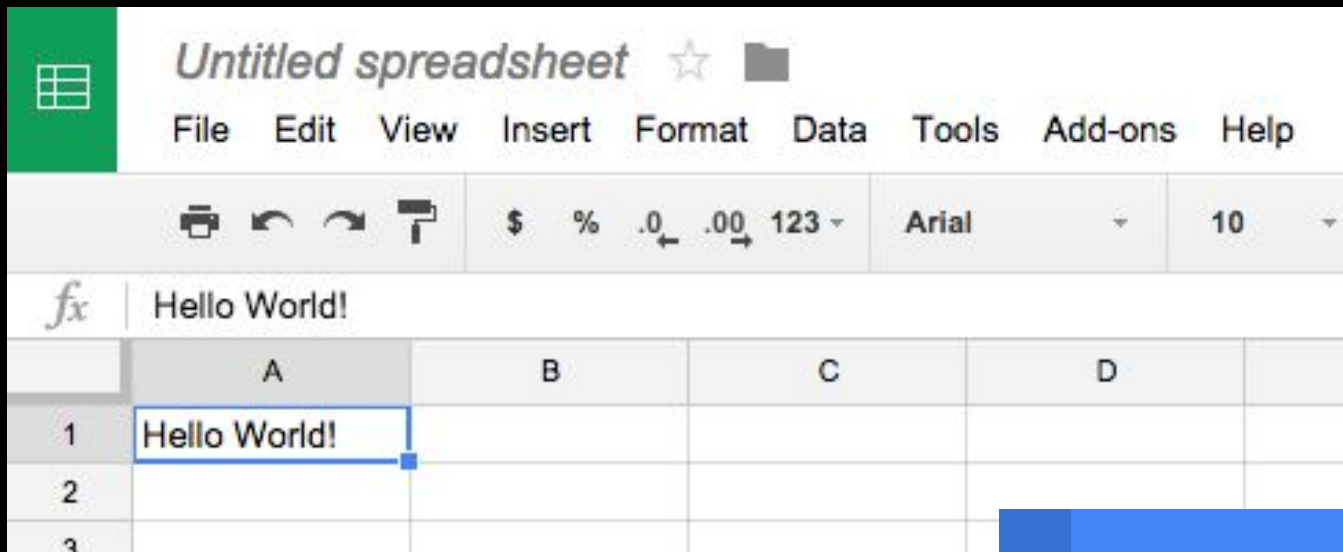 Untitled spreadsheet
File Edit View Insert Format Data Tools Add-ons Help
$ % .0 .00 123 Arial 10
fx Hello World!
A B C D
1 Hello World!
2
3